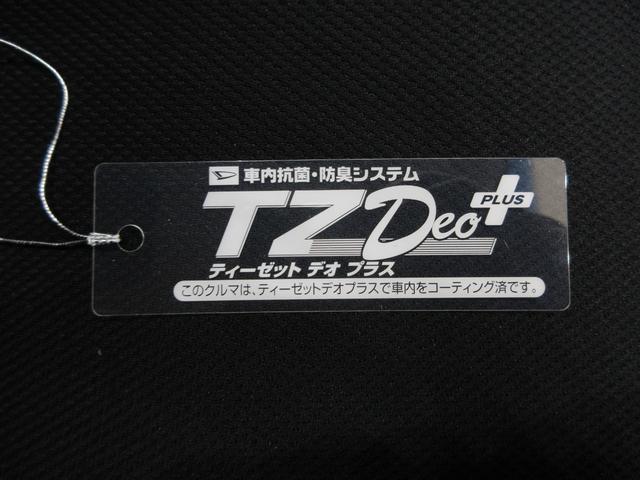 車内抗菌・防臭システム
TZ Deo PLUS
ティーゼット デオ プラス
このクルマは、ティーゼットデオプラスで車内をコーティング済です。